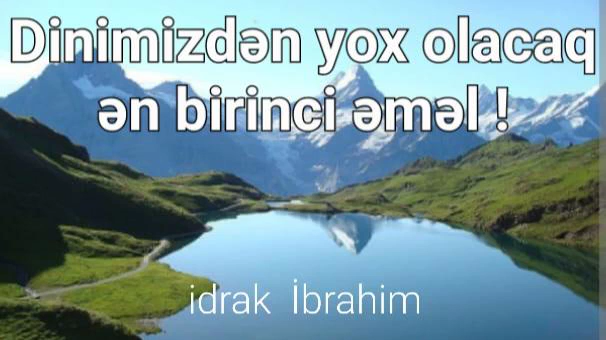 Dinimizdən yox olacaq
ən birinci əməl !
idrak İbrahim